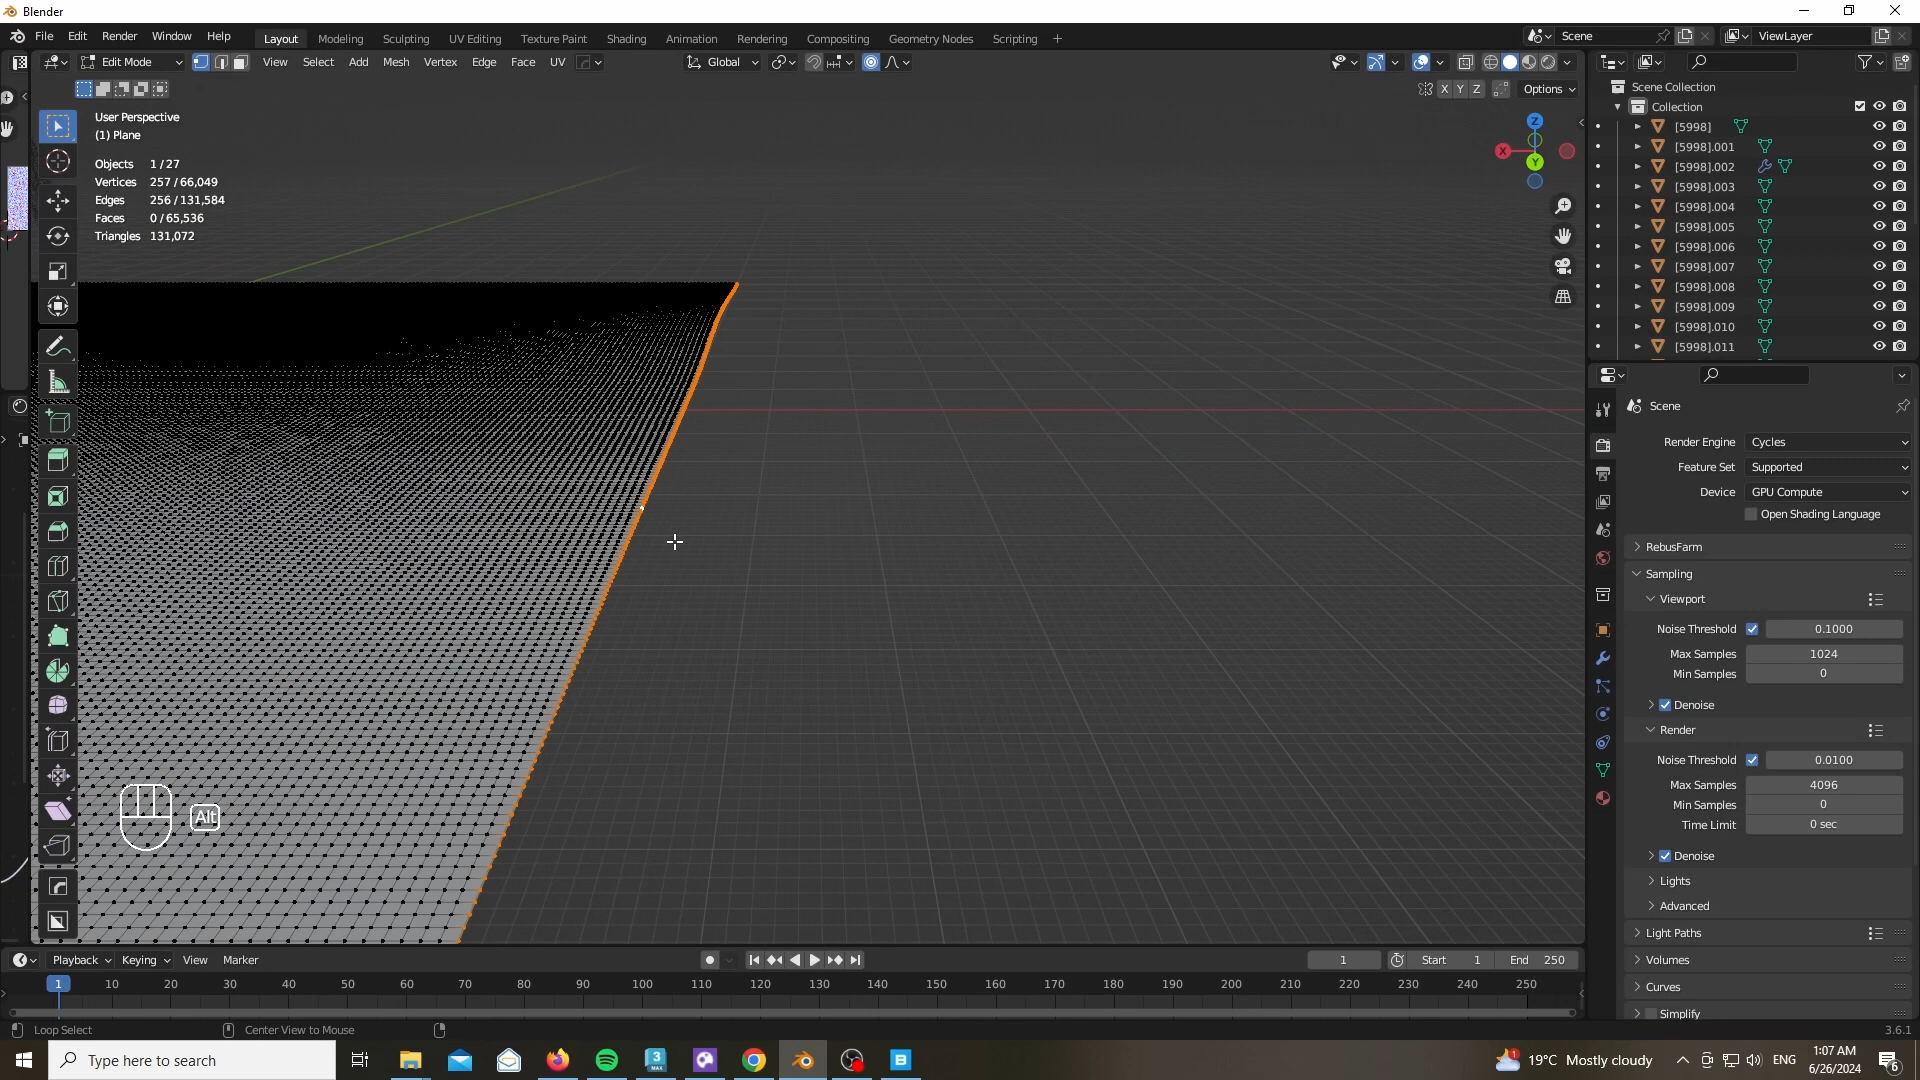 Blender
File Edit Render Window Help Layout Modeling Sculpting UV Editing Texture Paint Shading Animation Rendering Compositing Geometry Nodes Scripting + Scene ViewLayer
Edit Mode View Select Add Mesh Vertex Edge Face UV Global
X Y Z Options
User Perspective
(1) Plane
Objects 1/27
Vertices 257/66,049
Edges 256/131,584
Faces 0/65,536
Triangles 131,072
Z
X
Y
Alt
Scene Collection
Collection
[5998]
[5998].001
[5998].002
[5998].003
[5998].004
[5998].005
[5998].006
[5998].007
[5998].008
[5998].009
[5998].010
[5998].011
Scene
Render Engine Cycles
Feature Set Supported
Device GPU Compute
Open Shading Language
RebusFarm
Sampling
Viewport
Noise Threshold 0.1000
Max Samples 1024
Min Samples 0
Denoise
Render
Noise Threshold 0.0100
Max Samples 4096
Min Samples 0
Time Limit 0 sec
Denoise
Lights
Advanced
Light Paths
Volumes
Curves
Simplify
Playback Keying View Marker 1 Start 1 End 250
1 10 20 30 40 50 60 70 80 90 100 110 120 130 140 150 160 170 180 190 200 210 220 230 240 250
Loop Select Center View to Mouse 3.6.1
Type here to search 3 MAX B 1 19°C Mostly cloudy ENG 1:07 AM 6/26/2024 6